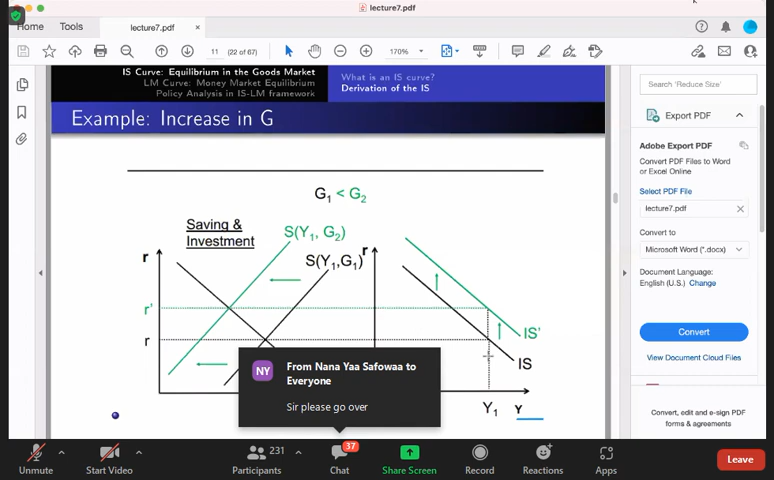 lecture7.pdf
Home
Tools
lecture7.pdf
×
11 (22 of 67)
170%
IS Curve: Equilibrium in the Goods Market
LM Curve: Money Market Equilibrium
Policy Analysis in IS-LM framework
What is an IS curve?
Derivation of the IS
Example: Increase in G
G₁ < G₂
Saving &
Investment
S(Y₁, G₂)
S(Y₁,G₁)
r
r
r'
r
IS'
IS
Y₁
Y
NY
From Nana Yaa Safowaa to
Everyone
Sir please go over
Search 'Reduce Size'
Export PDF
Adobe Export PDF
Convert PDF Files to Word
or Excel Online
Select PDF File
lecture7.pdf
Convert to
Microsoft Word (*.docx)
Document Language:
English (U.S.) Change
Convert
View Document Cloud Files
Convert, edit and e-sign PDF
forms & agreements
Unmute
Start Video
231
Participants
37
Chat
Share Screen
Record
Reactions
Apps
Leave